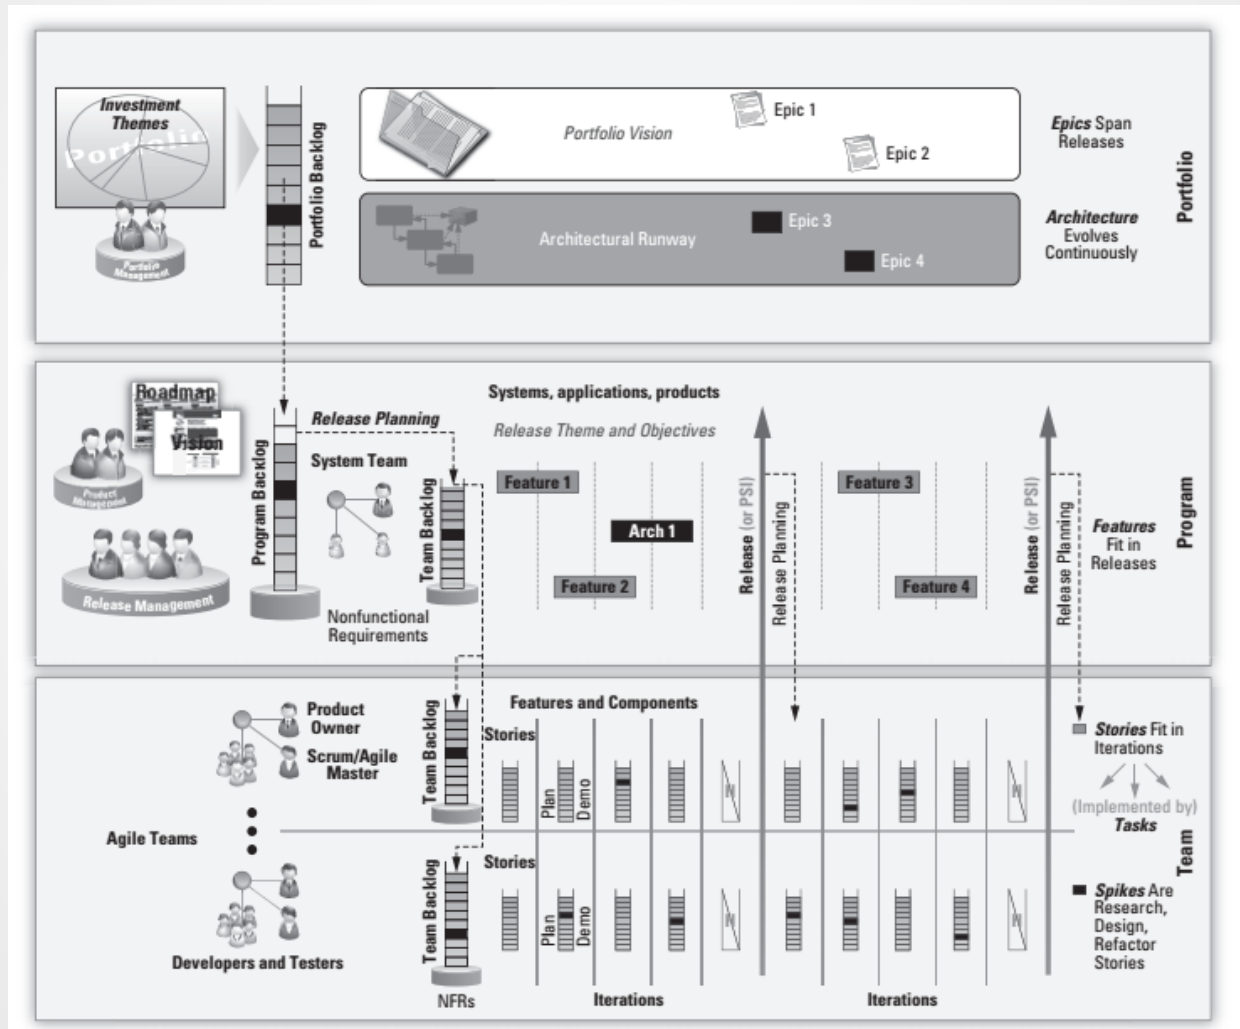 Investment
Themes
Portfolio
Portfolio
Management
Portfolio Backlog
Portfolio Vision
Epic 1
Epic 2
Architectural Runway
Epic 3
Epic 4
Epics Span
Releases
Architecture
Evolves
Continuously
Portfolio
Roadmap
Vision
Product
Management
Release Management
Program Backlog
Release Planning
System Team
Team Backlog
Nonfunctional
Requirements
Systems, applications, products
Release Theme and Objectives
Feature 1
Arch 1
Feature 2
Release (or PSI)
Release Planning
Feature 3
Feature 4
Release (or PSI)
Release Planning
Features
Fit in
Releases
Program
Product
Owner
Scrum/Agile
Master
Agile Teams
Developers and Testers
Team Backlog
Features and Components
Stories
Plan
Demo
Team Backlog
Stories
Plan
Demo
NFRs
Iterations
Iterations
Stories Fit in
Iterations
(Implemented by)
Tasks
Spikes Are
Research,
Design,
Refactor
Stories
Team